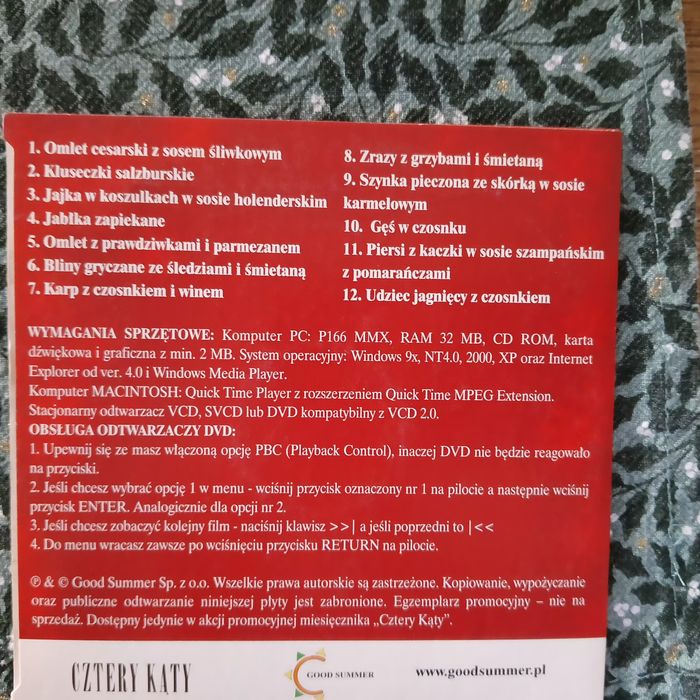 1. Omlet cesarski z sosem śliwkowym
2. Kluseczki salzburskie
3. Jajka w koszulkach w sosie holenderskim
4. Jabłka zapiekane
5. Omlet z prawdziwkami i parmezanem
6. Bliny gryczane ze śledziami i śmietaną
7. Karp z czosnkiem i winem
8. Zrazy z grzybami i śmietaną
9. Szynka pieczona ze skórką w sosie
karmelowym
10. Gęś w czosnku
11. Piersi z kaczki w sosie szampańskim
z pomarańczami
12. Udziec jagnięcy z czosnkiem
WYMAGANIA SPRZĘTOWE: Komputer PC: P166 MMX, RAM 32 MB, CD ROM, karta
dźwiękowa i graficzna z min. 2 MB. System operacyjny: Windows 9x, NT4.0, 2000, XP oraz Internet
Explorer od ver. 4.0 i Windows Media Player.
Komputer MACINTOSH: Quick Time Player z rozszerzeniem Quick Time MPEG Extension.
Stacjonarny odtwarzacz VCD, SVCD lub DVD kompatybilny z VCD 2.0.
OBSŁUGA ODTWARZACZY DVD:
1. Upewnij się ze masz włączoną opcję PBC (Playback Control), inaczej DVD nie będzie reagowało
na przyciski.
2. Jeśli chcesz wybrać opcję 1 w menu - wciśnij przycisk oznaczony nr 1 na pilocie a następnie wciśnij
przycisk ENTER. Analogicznie dla opcji nr 2.
3. Jeśli chcesz zobaczyć kolejny film - naciśnij klawisz >>| a jeśli poprzedni to |<<
4. Do menu wracasz zawsze po wciśnięciu przycisku RETURN na pilocie.
℗ & © Good Summer Sp. z o.o. Wszelkie prawa autorskie są zastrzeżone. Kopiowanie, wypożyczanie
oraz publiczne odtwarzanie niniejszej płyty jest zabronione. Egzemplarz promocyjny – nie na
sprzedaż. Dostępny jedynie w akcji promocyjnej miesięcznika „Cztery Kąty”.
CZTERY KĄTY
GOOD SUMMER
www.goodsummer.pl